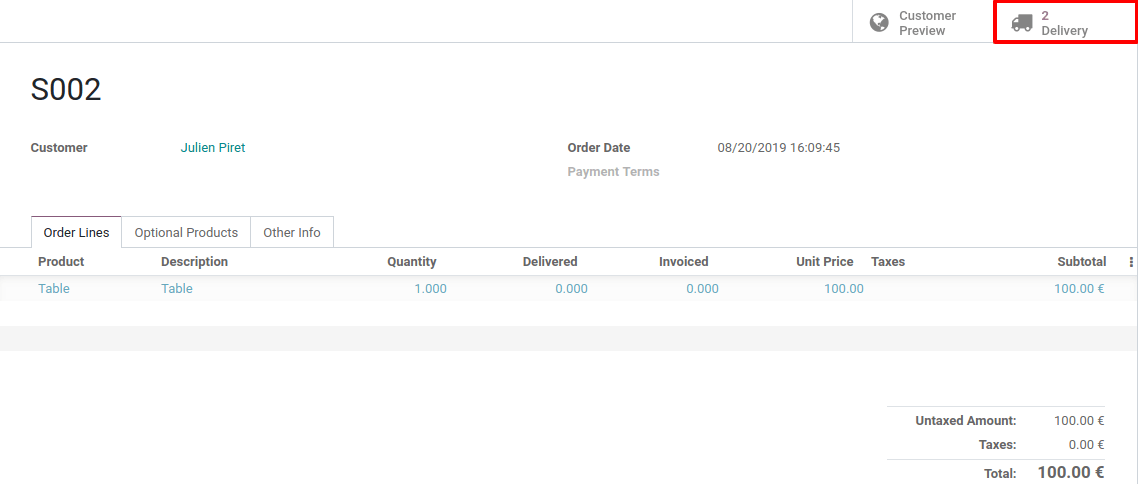 Customer Preview
2 Delivery
S002
Customer Julien Piret Order Date 08/20/2019 16:09:45
Payment Terms
Order Lines Optional Products Other Info
Product Description Quantity Delivered Invoiced Unit Price Taxes Subtotal
Table Table 1.000 0.000 0.000 100.00 100.00 €
Untaxed Amount: 100.00 €
Taxes: 0.00 €
Total: 100.00 €